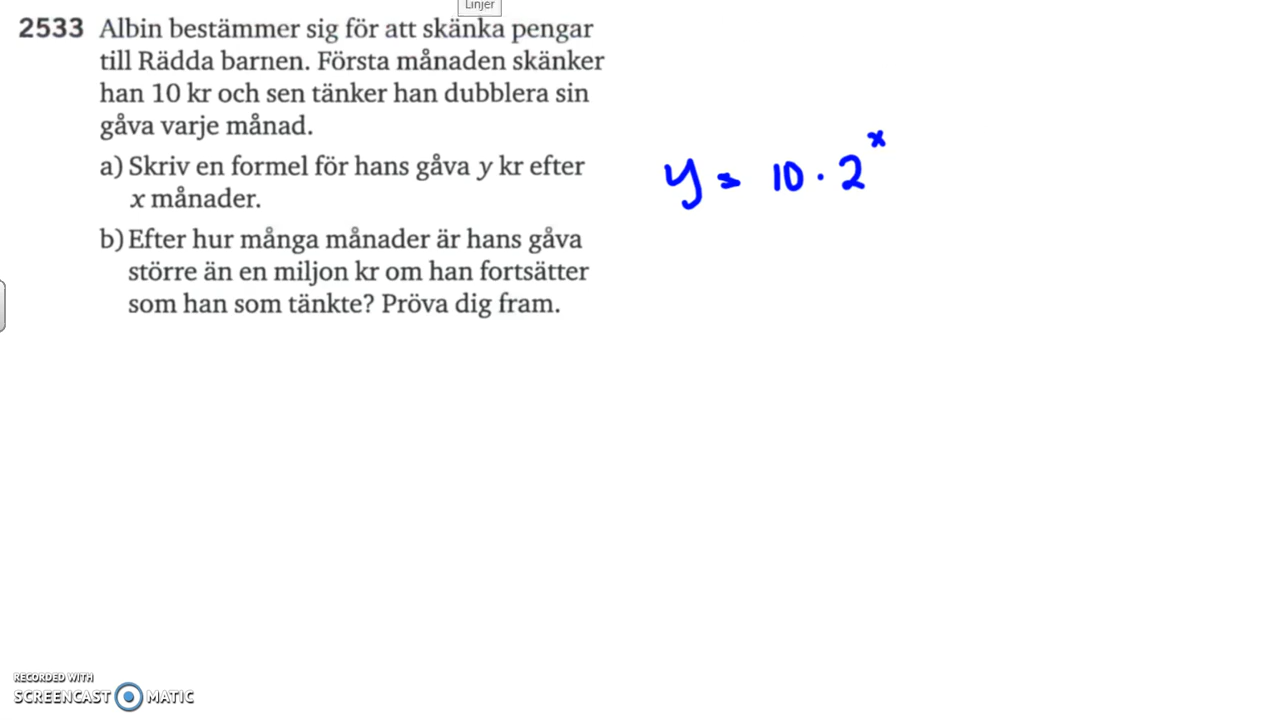 Linjer
2533 Albin bestämmer sig för att skänka pengar
till Rädda barnen. Första månaden skänker
han 10 kr och sen tänker han dubblera sin
gåva varje månad.
a) Skriv en formel för hans gåva y kr efter
x månader.
y = 10 · 2^x
b) Efter hur många månader är hans gåva
större än en miljon kr om han fortsätter
som han som tänkte? Pröva dig fram.
RECORDED WITH
SCREENCAST MATIC